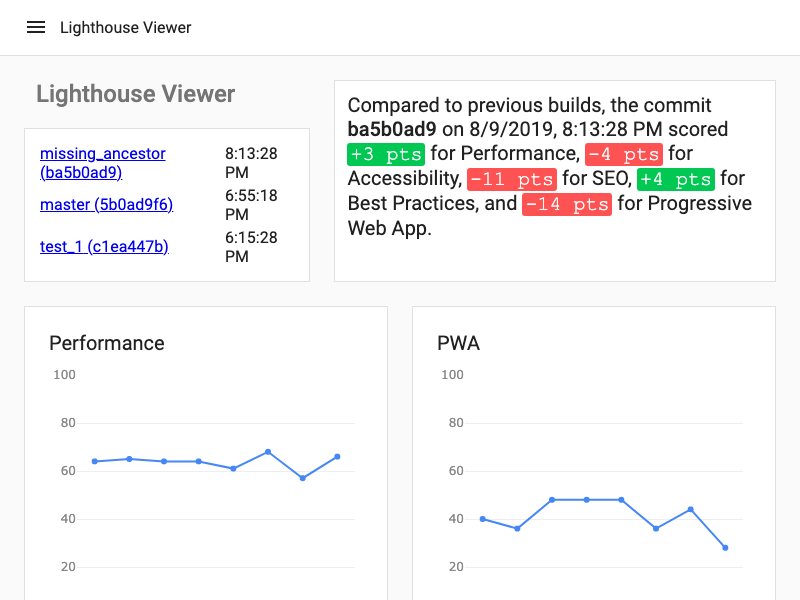 Lighthouse Viewer
Lighthouse Viewer
missing_ancestor
(ba5b0ad9)
8:13:28
PM
master (5b0ad9f6)
6:55:18
PM
test_1 (c1ea447b)
6:15:28
PM
Compared to previous builds, the commit
ba5b0ad9 on 8/9/2019, 8:13:28 PM scored
+3 pts for Performance, -4 pts for
Accessibility, -11 pts for SEO, +4 pts for
Best Practices, and -14 pts for Progressive
Web App.
Performance
100
80
60
40
20
PWA
100
80
60
40
20